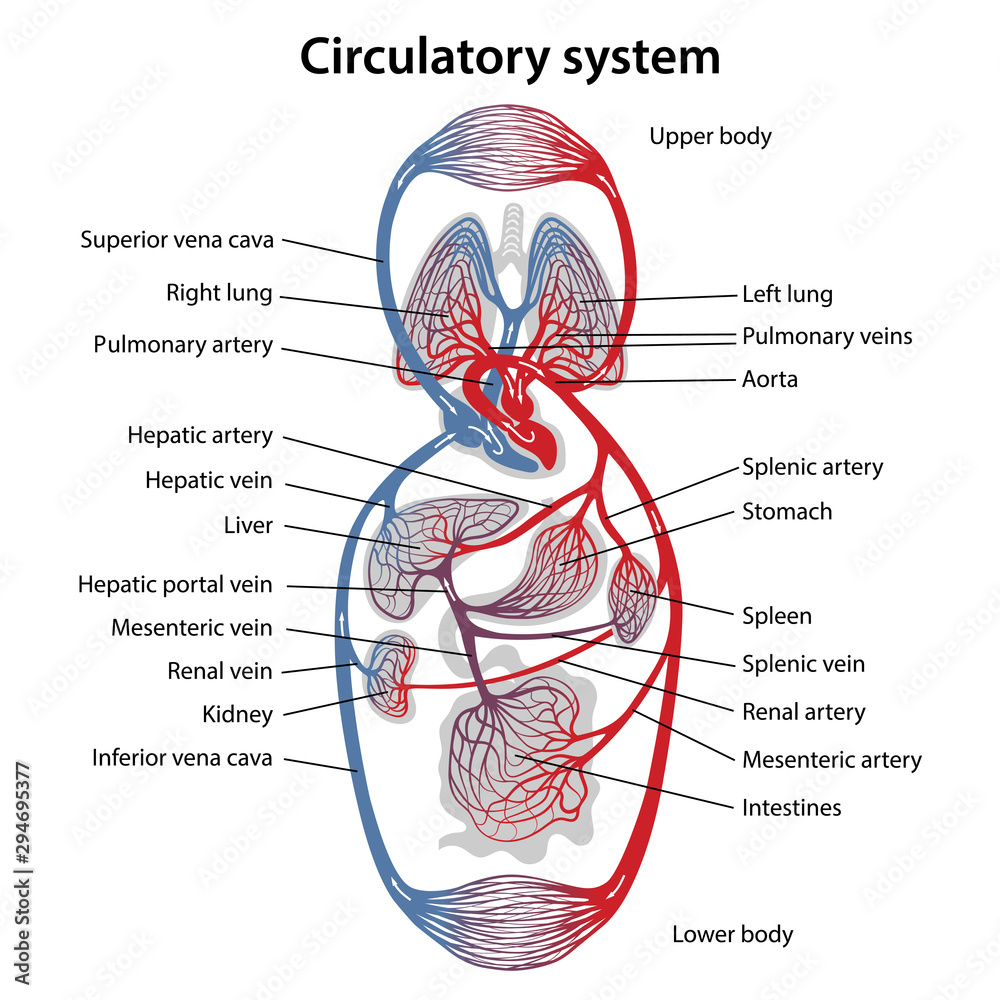 Circulatory system
Upper body
Superior vena cava
Right lung
Pulmonary artery
Hepatic artery
Hepatic vein
Liver
Hepatic portal vein
Mesenteric vein
Renal vein
Kidney
Inferior vena cava
Left lung
Pulmonary veins
Aorta
Splenic artery
Stomach
Spleen
Splenic vein
Renal artery
Mesenteric artery
Intestines
Lower body
Adobe Stock | #294695377
Adobe Stock